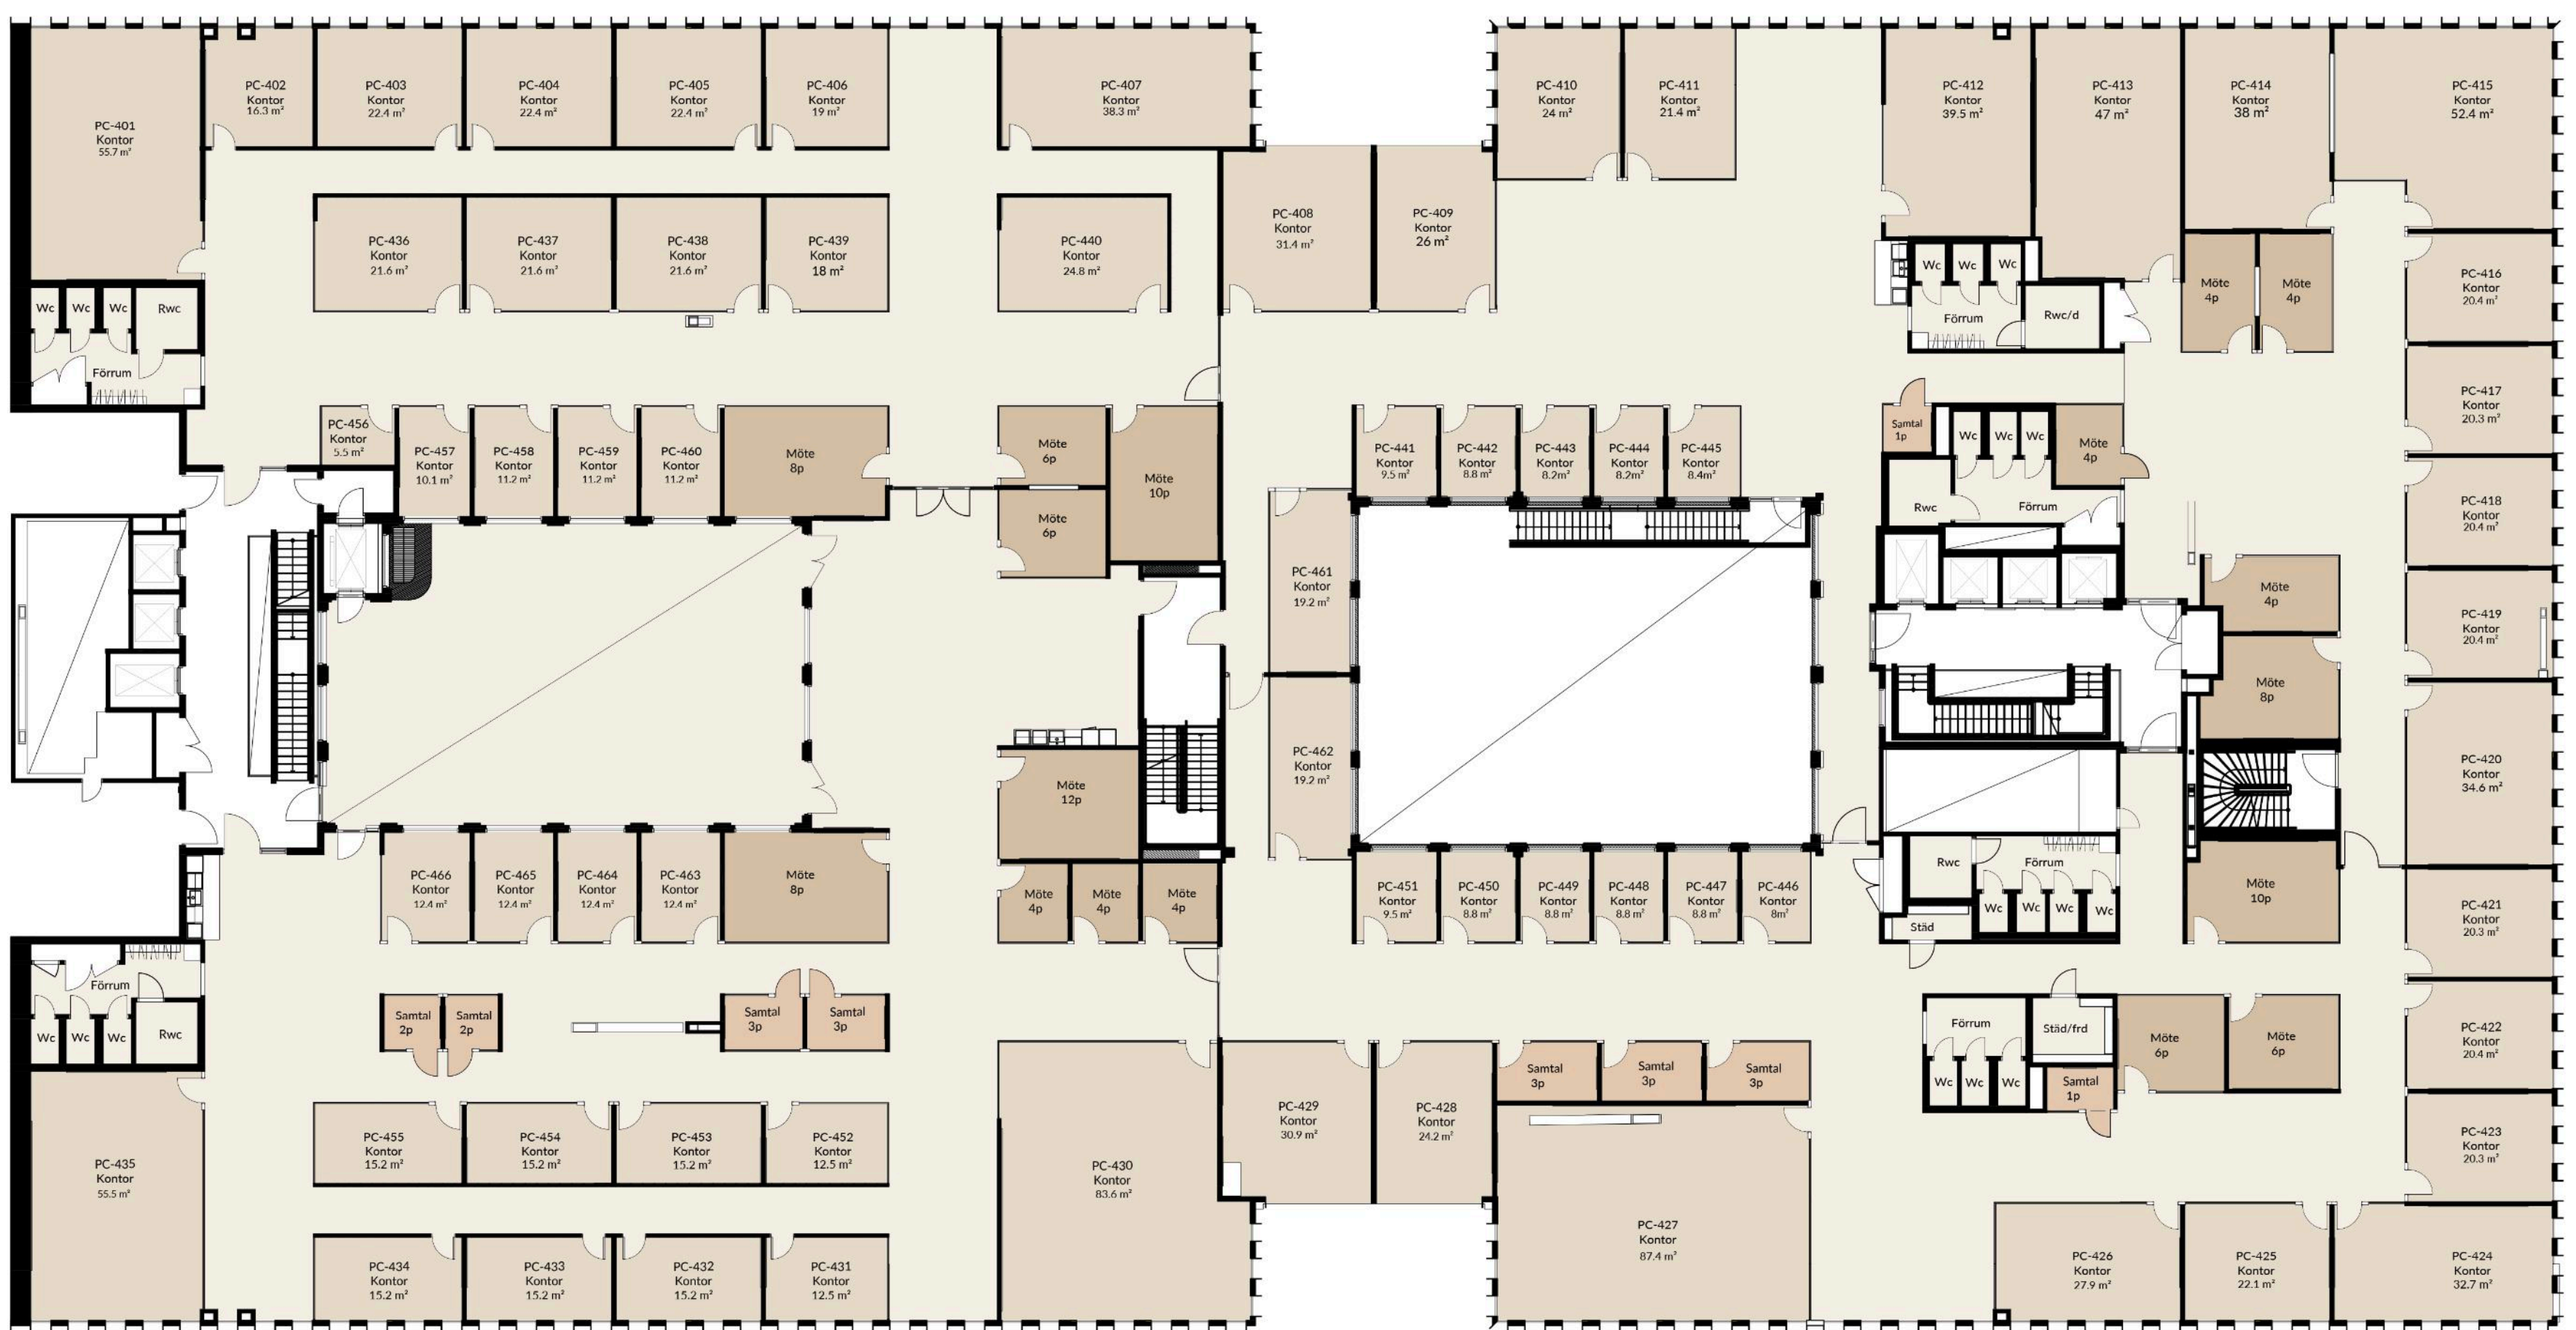 PC-401
Kontor
55.7 m²
PC-402
Kontor
16.3 m²
PC-403
Kontor
22.4 m²
PC-404
Kontor
22.4 m²
PC-405
Kontor
22.4 m²
PC-406
Kontor
19 m²
PC-407
Kontor
38.3 m²
PC-410
Kontor
24 m²
PC-411
Kontor
21.4 m²
PC-412
Kontor
39.5 m²
PC-413
Kontor
47 m²
PC-414
Kontor
38 m²
PC-415
Kontor
52.4 m²
PC-436
Kontor
21.6 m²
PC-437
Kontor
21.6 m²
PC-438
Kontor
21.6 m²
PC-439
Kontor
18 m²
PC-440
Kontor
24.8 m²
PC-408
Kontor
31.4 m²
PC-409
Kontor
26 m²
Wc
Wc
Wc
Möte
4p
Möte
4p
PC-416
Kontor
20.4 m²
Wc
Wc
Wc
Rwc
Förrum
Förrum
Rwc/d
PC-417
Kontor
20.3 m²
PC-456
Kontor
5.5 m²
PC-457
Kontor
10.1 m²
PC-458
Kontor
11.2 m²
PC-459
Kontor
11.2 m²
PC-460
Kontor
11.2 m²
Möte
8p
Möte
6p
Möte
10p
Möte
6p
PC-441
Kontor
9.5 m²
PC-442
Kontor
8.8 m²
PC-443
Kontor
8.2m²
PC-444
Kontor
8.2m²
PC-445
Kontor
8.4m²
Samtal
1p
Wc
Wc
Wc
Möte
4p
Rwc
Förrum
PC-418
Kontor
20.4 m²
PC-461
Kontor
19.2 m²
Möte
4p
PC-419
Kontor
20.4 m²
Möte
8p
PC-462
Kontor
19.2 m²
Möte
12p
PC-420
Kontor
34.6 m²
PC-466
Kontor
12.4 m²
PC-465
Kontor
12.4 m²
PC-464
Kontor
12.4 m²
PC-463
Kontor
12.4 m²
Möte
8p
Möte
4p
Möte
4p
Möte
4p
PC-451
Kontor
9.5 m²
PC-450
Kontor
8.8 m²
PC-449
Kontor
8.8 m²
PC-448
Kontor
8.8 m²
PC-447
Kontor
8.8 m²
PC-446
Kontor
8m²
Rwc
Förrum
Wc
Wc
Wc
Wc
Städ
Möte
10p
PC-421
Kontor
20.3 m²
Förrum
Wc
Wc
Wc
Rwc
Samtal
2p
Samtal
2p
Samtal
3p
Samtal
3p
Förrum
Städ/frd
Möte
6p
Möte
6p
PC-422
Kontor
20.4 m²
Samtal
3p
Samtal
3p
Samtal
3p
Wc
Wc
Wc
Samtal
1p
PC-435
Kontor
55.5 m²
PC-455
Kontor
15.2 m²
PC-454
Kontor
15.2 m²
PC-453
Kontor
15.2 m²
PC-452
Kontor
12.5 m²
PC-430
Kontor
83.6 m²
PC-429
Kontor
30.9 m²
PC-428
Kontor
24.2 m²
PC-423
Kontor
20.3 m²
PC-427
Kontor
87.4 m²
PC-434
Kontor
15.2 m²
PC-433
Kontor
15.2 m²
PC-432
Kontor
15.2 m²
PC-431
Kontor
12.5 m²
PC-426
Kontor
27.9 m²
PC-425
Kontor
22.1 m²
PC-424
Kontor
32.7 m²